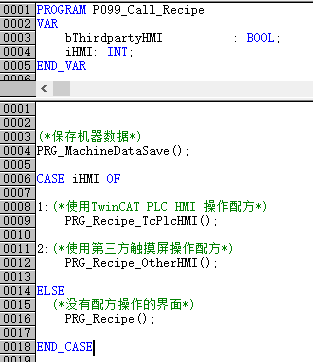 0001 PROGRAM P099_Call_Recipe
0002 VAR
0003 bThirdpartyHMI : BOOL;
0004 iHMI: INT;
0005 END_VAR
0006
0001
0002
0003 (*保存机器数据*)
0004 PRG_MachineDataSave();
0005
0006 CASE iHMI OF
0007
0008 1:(*使用TwinCAT PLC HMI 操作配方*)
0009 PRG_Recipe_TcPlcHMI();
0010
0011 2:(*使用第三方触摸屏操作配方*)
0012 PRG_Recipe_OtherHMI();
0013
0014 ELSE
0015 (*没有配方操作的界面*)
0016 PRG_Recipe();
0017
0018 END_CASE